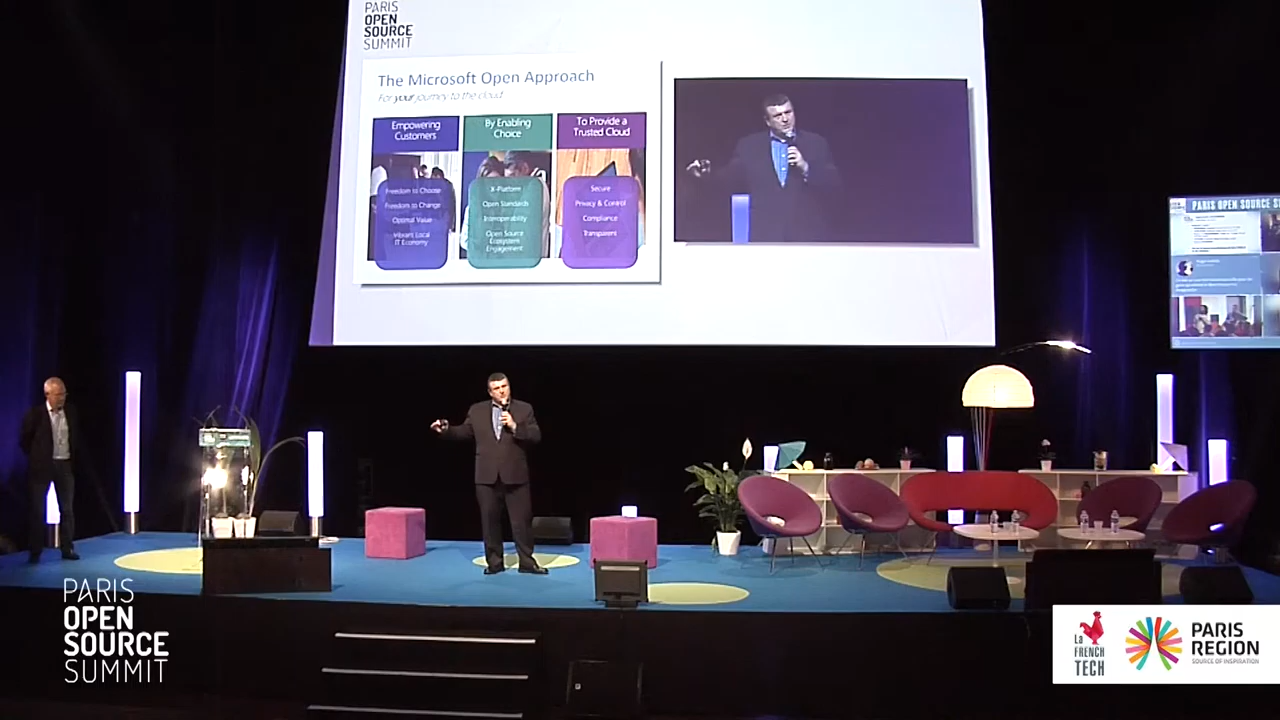 PARIS
OPEN
SOURCE
SUMMIT
The Microsoft Open Approach
For your journey to the cloud
Empowering
Customers
Freedom to Choose
Freedom to Change
Optimal Value
Vibrant Local
IT Economy
By Enabling
Choice
X-Platform
Open Standards
Interoperability
Open Source
Ecosystem
Engagement
To Provide a
Trusted Cloud
Secure
Privacy & Control
Compliance
Transparent
PARIS OPEN SOURCE S
PARIS
OPEN
SOURCE
SUMMIT
La
FRENCH
TECH
PARIS
REGION
SOURCE OF INSPIRATION